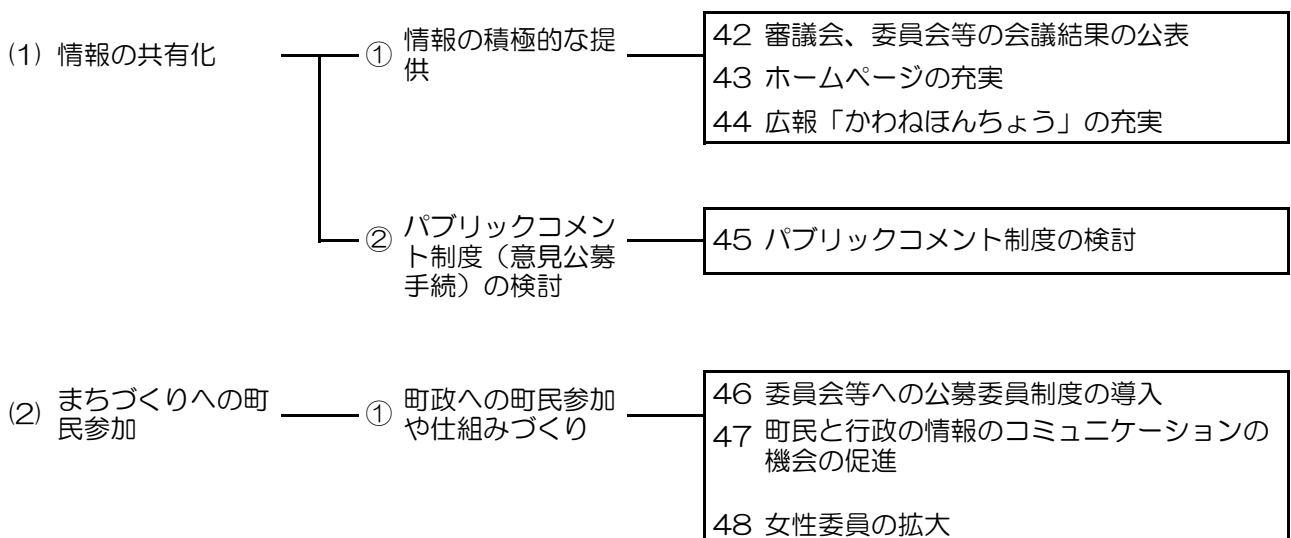 ⑴ 情報の共有化
① 情報の積極的な提
供
42 審議会、委員会等の会議結果の公表
43 ホームページの充実
44 広報「かわねほんちょう」の充実
② パブリックコメン
ト制度（意見公募
手続）の検討
45 パブリックコメント制度の検討
⑵ まちづくりへの町
民参加
① 町政への町民参加
や仕組みづくり
46 委員会等への公募委員制度の導入
47 町民と行政の情報のコミュニケーションの
機会の促進
48 女性委員の拡大